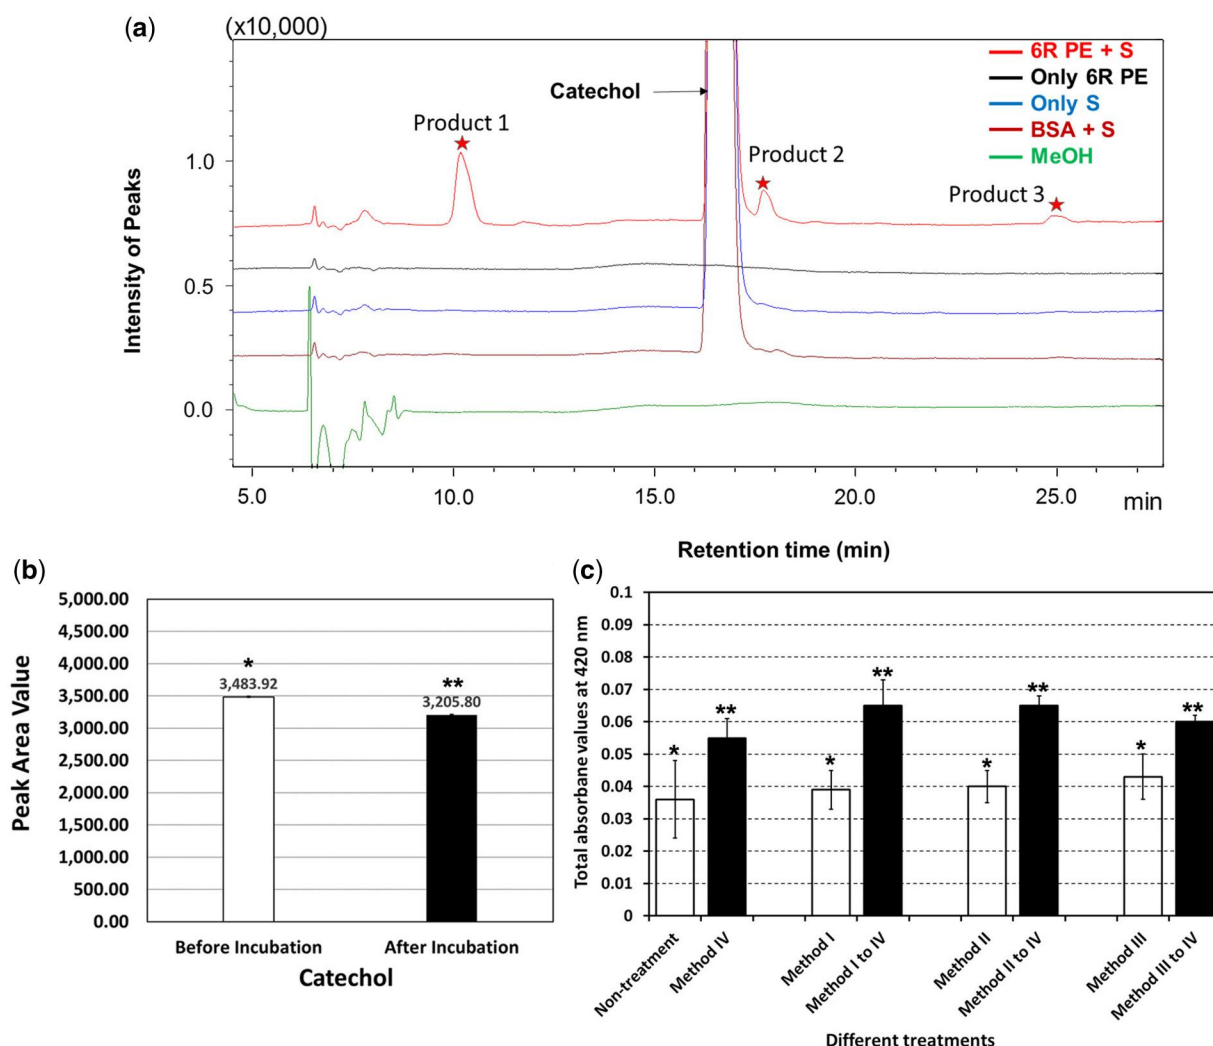 (a)
(x10,000)
6R PE + S
Only 6R PE
Only S
BSA + S
MeOH
Catechol
Product 1
Product 2
Product 3
Intensity of Peaks
1.0
0.5
0.0
5.0 10.0 15.0 20.0 25.0 min
Retention time (min)
(b)
Peak Area Value
5,000.00
4,500.00
4,000.00
3,500.00
3,000.00
2,500.00
2,000.00
1,500.00
1,000.00
500.00
0.00
*
3,483.92
**
3,205.80
Before Incubation After Incubation
Catechol
(c)
Total absorbane values at 420 nm
0.1
0.09
0.08
0.07
0.06
0.05
0.04
0.03
0.02
0.01
0
* ** * ** * ** * **
Non-treatment
Method IV
Method I
Method I to IV
Method II
Method II to IV
Method III
Method III to IV
Different treatments